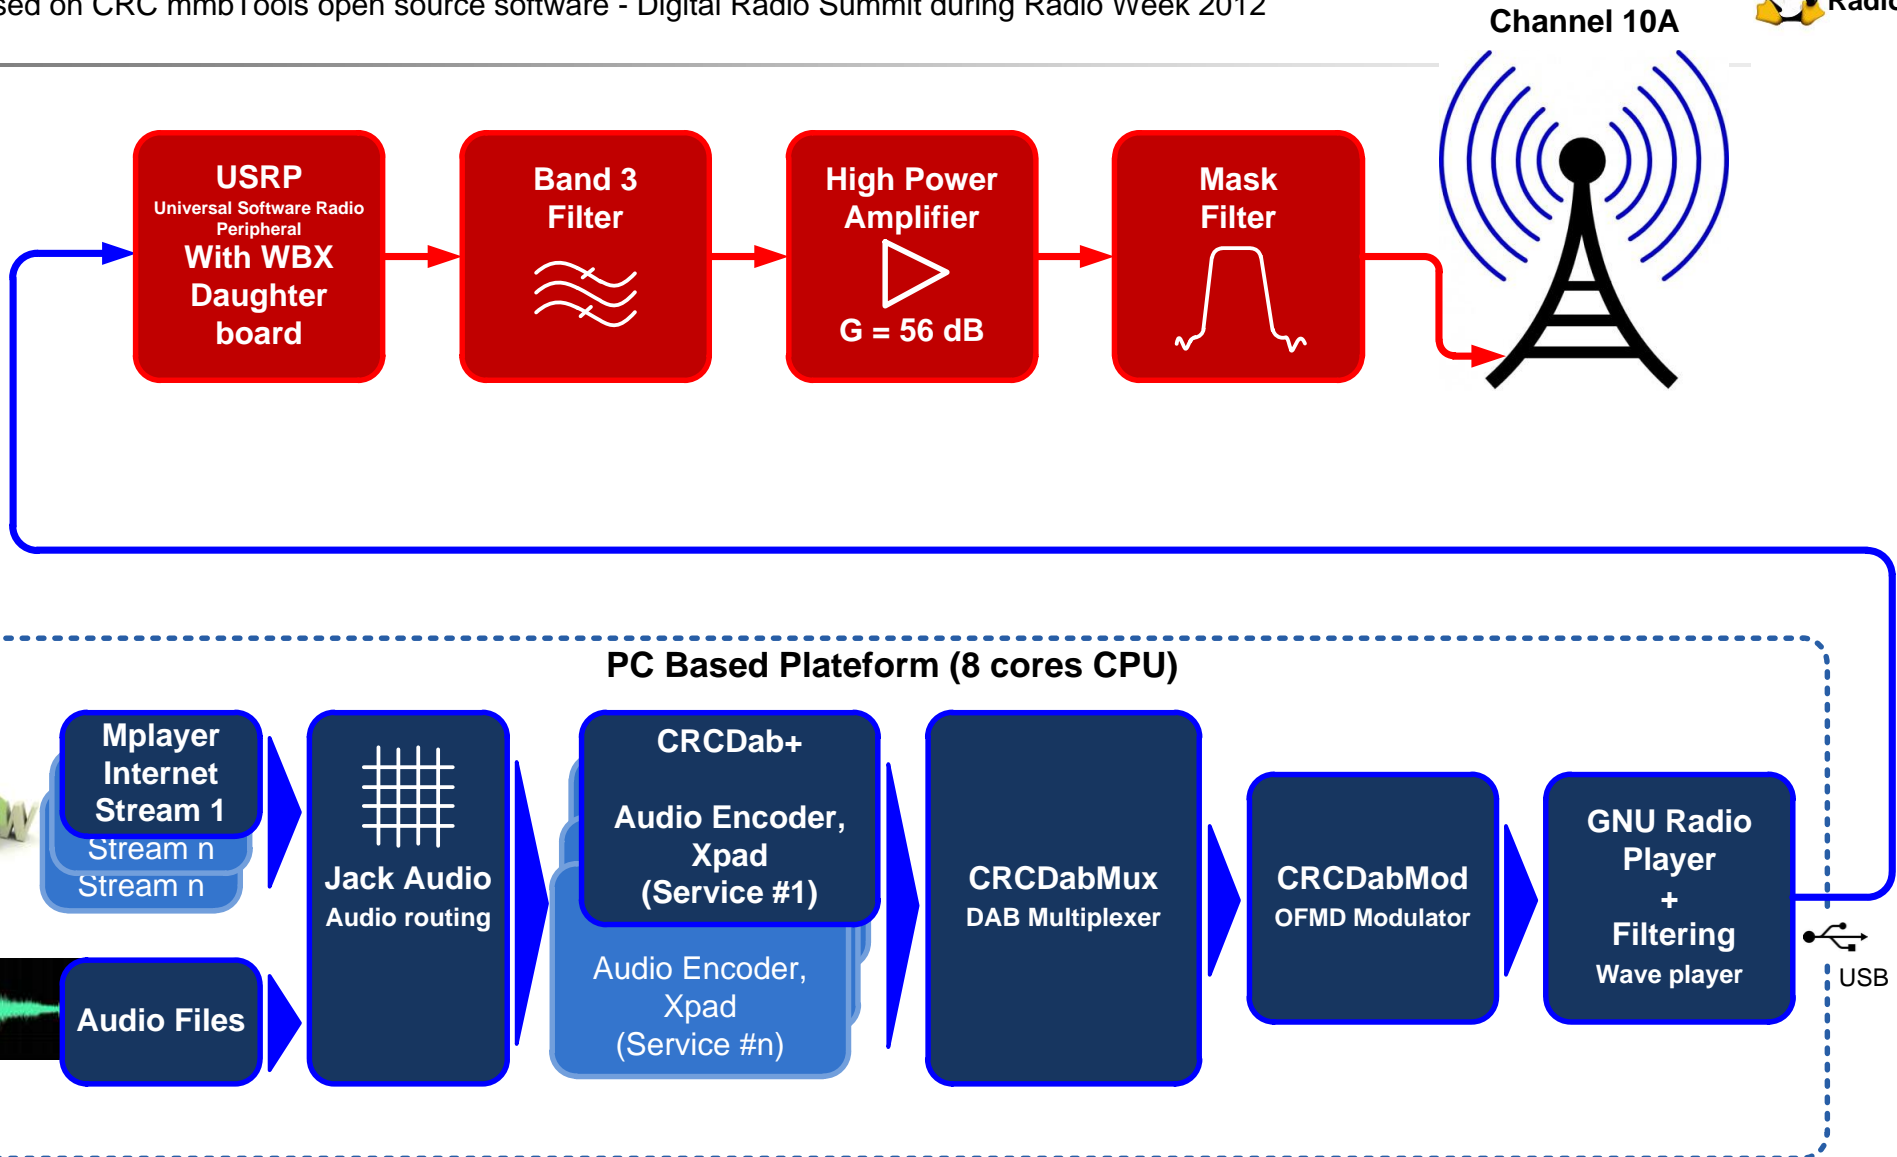 on CRC mmbTools open source software - Digital Radio Summit during Radio Week 2012
Channel 10A
USRP
Universal Software Radio
Peripheral
With WBX
Daughter
board
Band 3
Filter
High Power
Amplifier
G = 56 dB
Mask
Filter
PC Based Plateform (8 cores CPU)
Mplayer
Internet
Stream 1
Stream n
Stream n
Audio Files
Jack Audio
Audio routing
CRCDab+
Audio Encoder,
Xpad
(Service #1)
Audio Encoder,
Xpad
(Service #n)
CRCDabMux
DAB Multiplexer
CRCDabMod
OFMD Modulator
GNU Radio
Player
+
Filtering
Wave player
USB